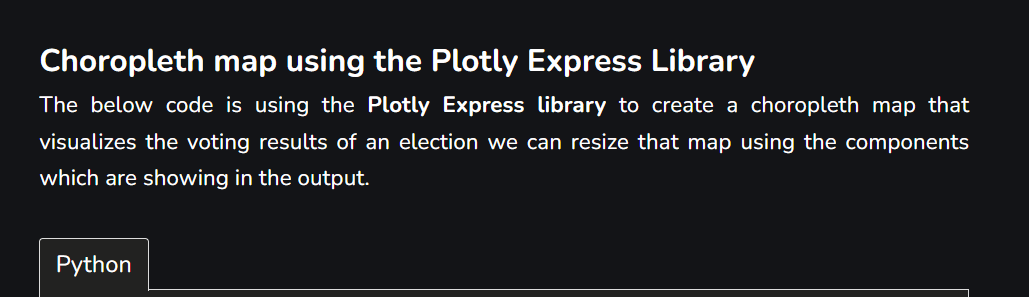 Choropleth map using the Plotly Express Library
The below code is using the Plotly Express library to create a choropleth map that
visualizes the voting results of an election we can resize that map using the components
which are showing in the output.
Python